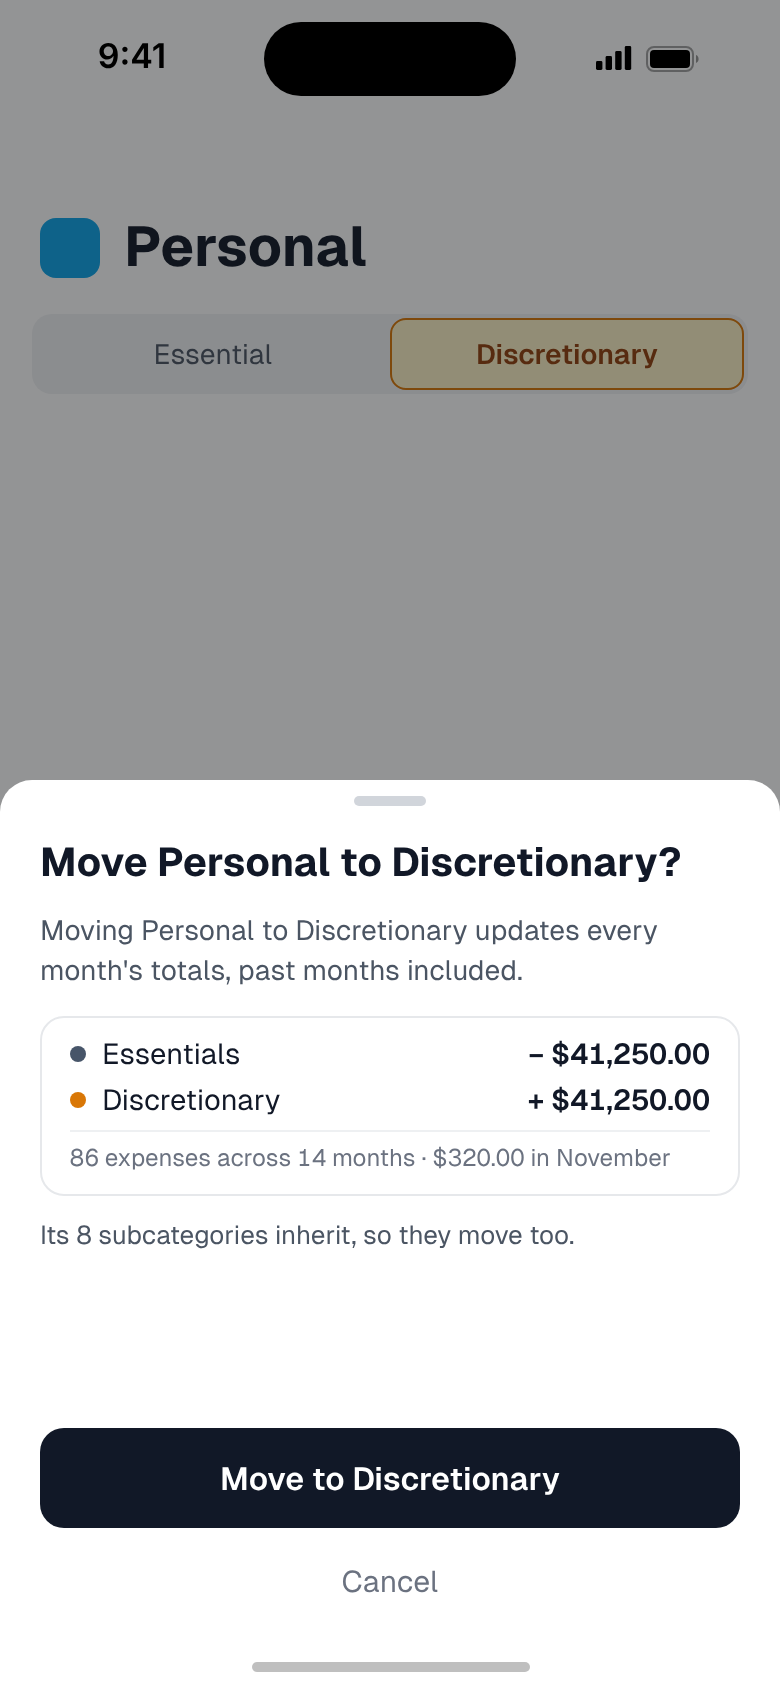 9:41
Personal
Essential
Discretionary
Move Personal to Discretionary?
Moving Personal to Discretionary updates every
month's totals, past months included.
Essentials – $41,250.00
Discretionary + $41,250.00
86 expenses across 14 months · $320.00 in November
Its 8 subcategories inherit, so they move too.
Move to Discretionary
Cancel